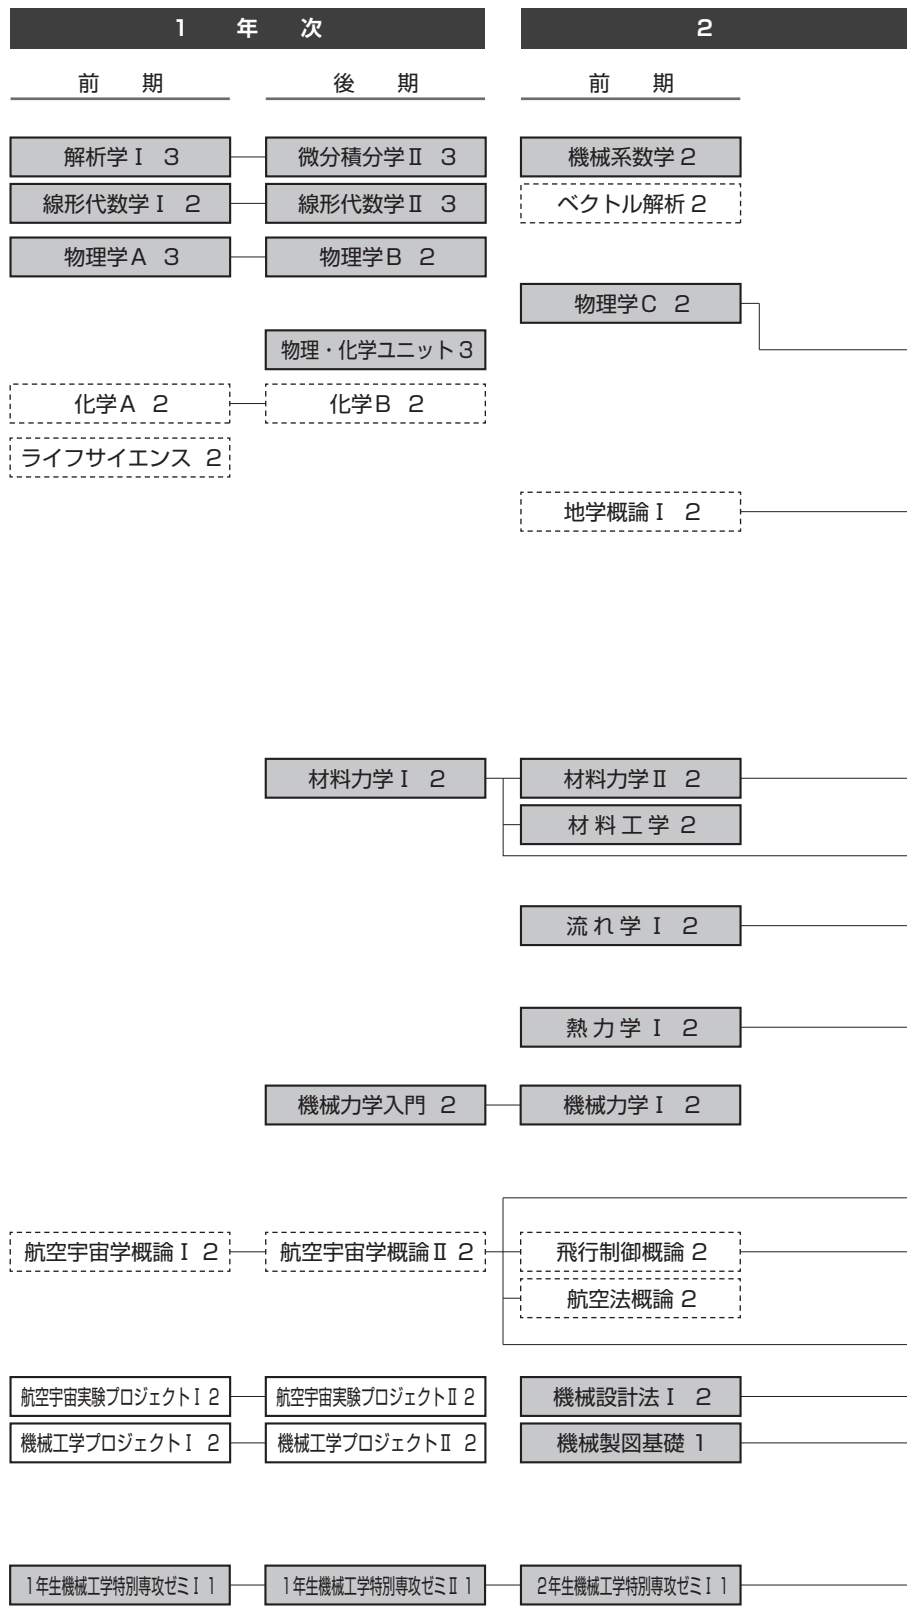 1 年 次
2
前 期
後 期
前 期
解析学Ⅰ 3
微分積分学Ⅱ 3
機械系数学 2
線形代数学Ⅰ 2
線形代数学Ⅱ 3
ベクトル解析 2
物理学A 3
物理学B 2
物理学C 2
物理・化学ユニット 3
化学A 2
化学B 2
ライフサイエンス 2
地学概論Ⅰ 2
材料力学Ⅰ 2
材料力学Ⅱ 2
材料工学 2
流れ学Ⅰ 2
熱力学Ⅰ 2
機械力学入門 2
機械力学Ⅰ 2
航空宇宙学概論Ⅰ 2
航空宇宙学概論Ⅱ 2
飛行制御概論 2
航空法概論 2
航空宇宙実験プロジェクトⅠ 2
航空宇宙実験プロジェクトⅡ 2
機械設計法Ⅰ 2
機械工学プロジェクトⅠ 2
機械工学プロジェクトⅡ 2
機械製図基礎 1
1年生機械工学特別専攻ゼミⅠ 1
1年生機械工学特別専攻ゼミⅡ 1
2年生機械工学特別専攻ゼミⅠ 1